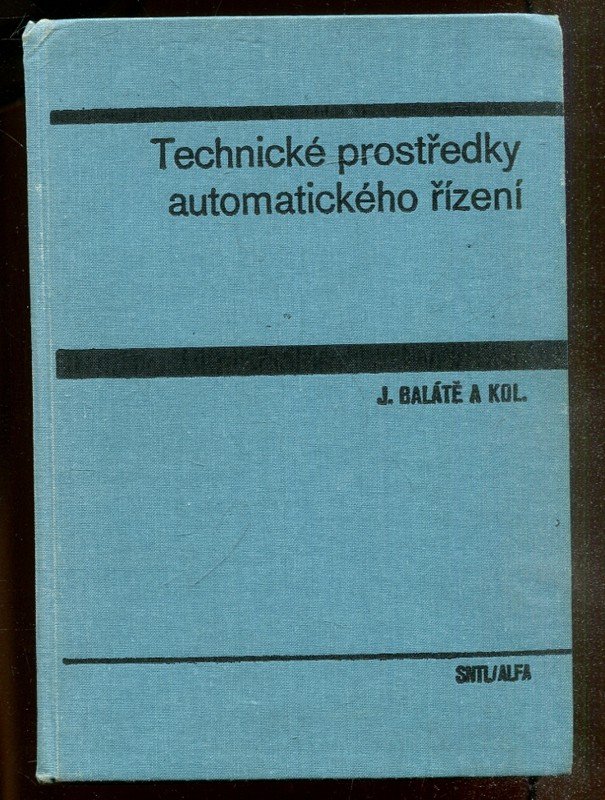 Technické prostředky
automatického řízení
J. BALÁTĚ A KOL.
SNTL/ALFA